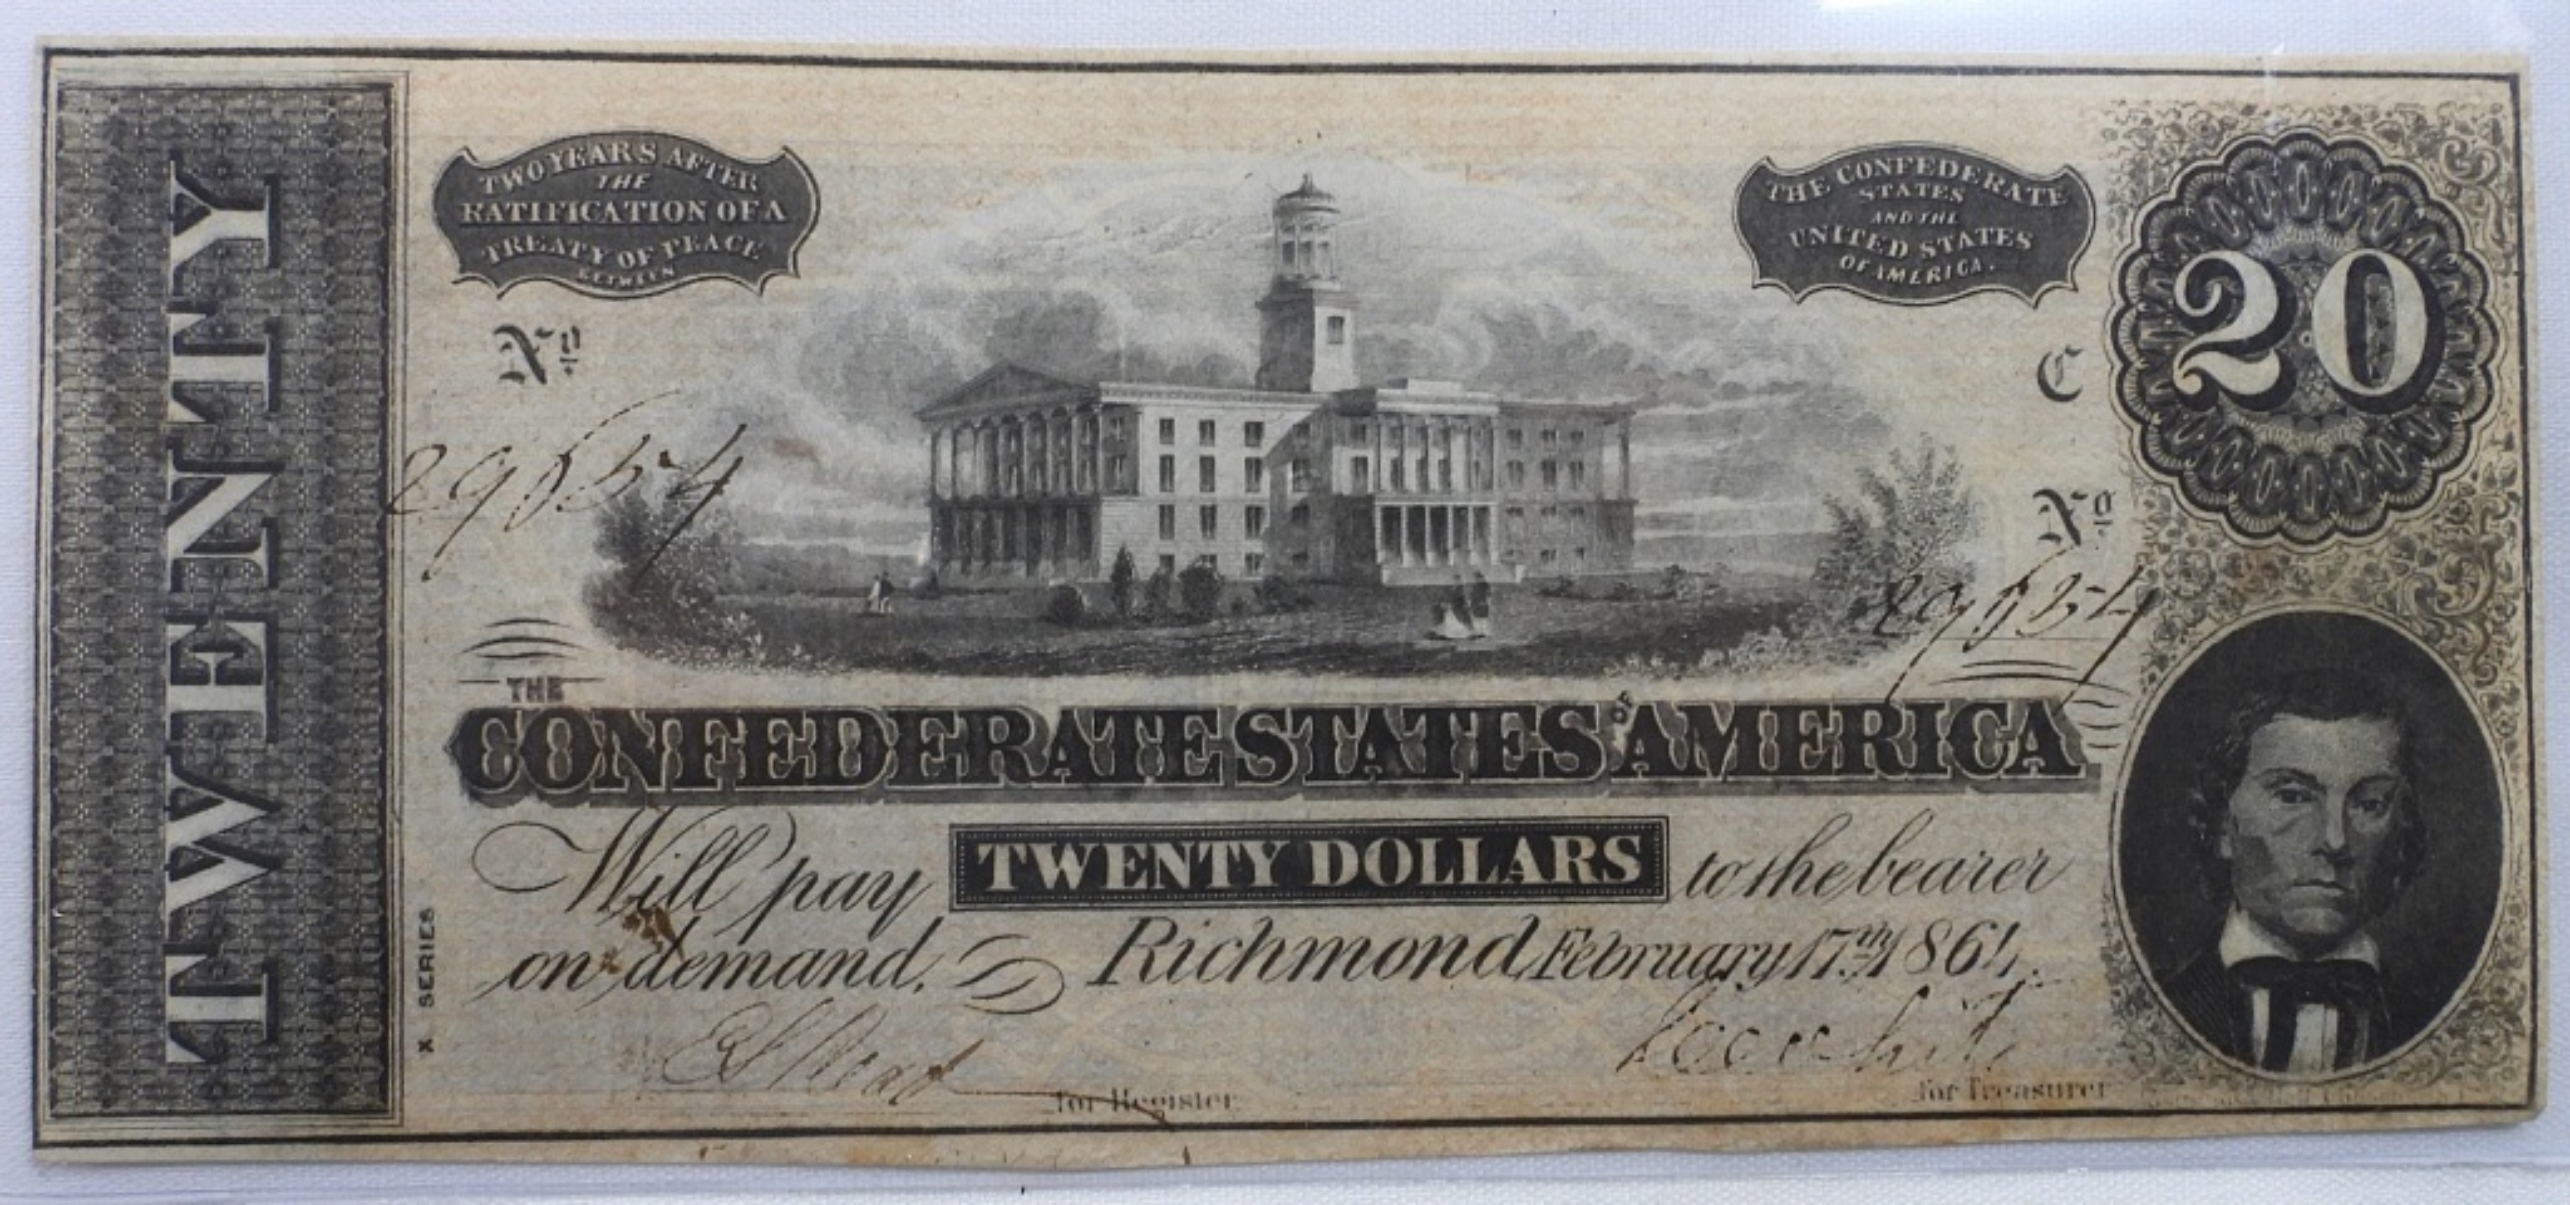 TWENTY
TWO YEARS AFTER
THE
RATIFICATION OF A
TREATY OF PEACE
BETWEEN
THE CONFEDERATE
STATES
AND THE
UNITED STATES
OF AMERICA.
20
Nº
C
Nº
THE
CONFEDERATE STATES OF AMERICA
Will pay TWENTY DOLLARS to the bearer
on demand. Richmond, February 17th 1864.
X SERIES
for Register
for Treasurer